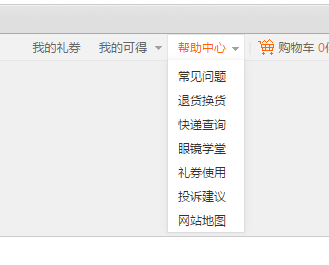 我的礼券 我的可得 帮助中心 购物车 0
常见问题
退货换货
快递查询
眼镜学堂
礼券使用
投诉建议
网站地图